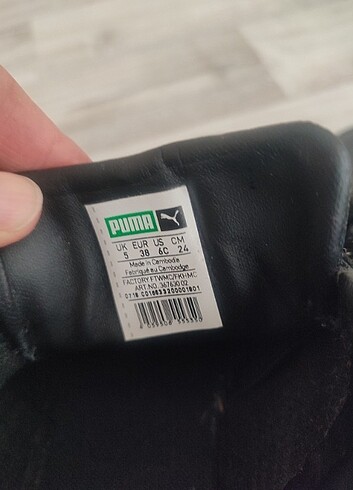 PUMA
UK EUR US CM
5 38 6C 24
Made in Cambodia
Fabriqué au Cambodge
FACTORY FTWMC/FKHMC
ART.NO. 367630 02